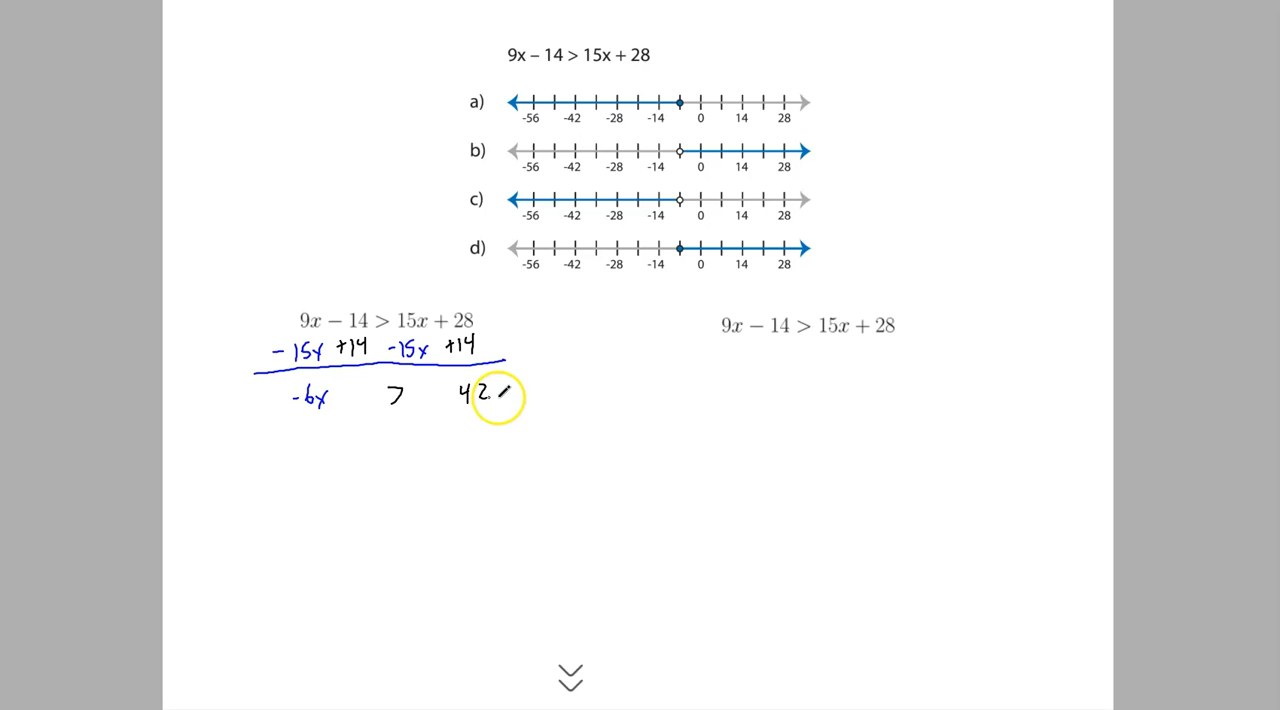 9x – 14 > 15x + 28
a)
-56 -42 -28 -14 0 14 28
b)
-56 -42 -28 -14 0 14 28
c)
-56 -42 -28 -14 0 14 28
d)
-56 -42 -28 -14 0 14 28
9x − 14 > 15x + 28
- 15x +14 -15x +14
-6x > 42
9x − 14 > 15x + 28